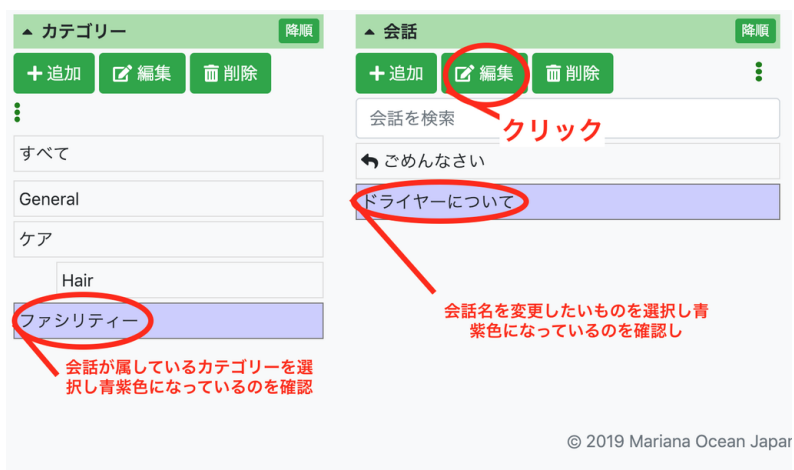 カテゴリー
降順
追加
編集
削除
すべて
General
ケア
Hair
ファシリティー
会話が属しているカテゴリーを選
択し青紫色になっているのを確認
会話
降順
追加
編集
削除
会話を検索
クリック
ごめんなさい
ドライヤーについて
会話名を変更したいものを選択し青
紫色になっているのを確認し
© 2019 Mariana Ocean Japan